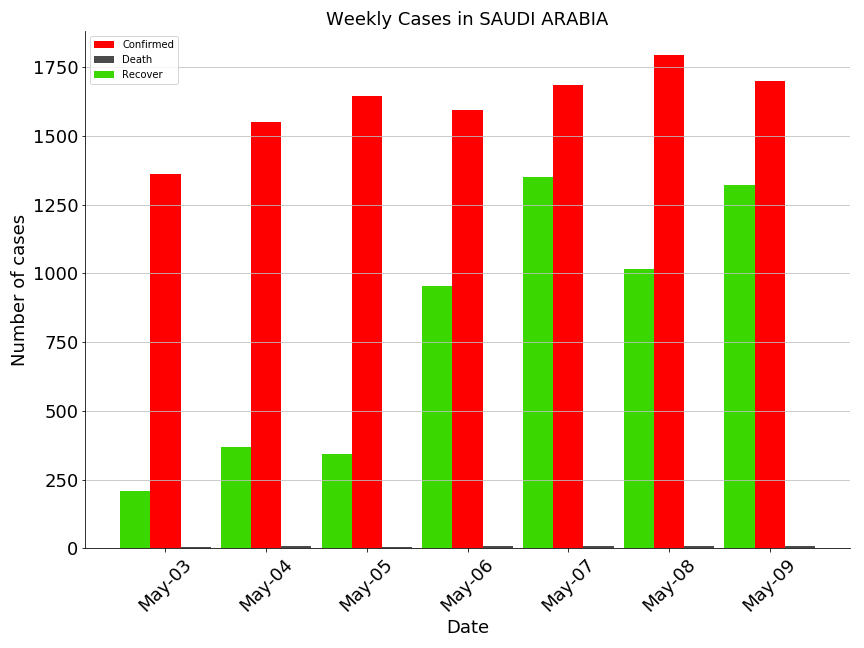 Weekly Cases in SAUDI ARABIA
Confirmed
Death
Recover
Number of cases
1750
1500
1250
1000
750
500
250
0
May-03
May-04
May-05
May-06
May-07
May-08
May-09
Date